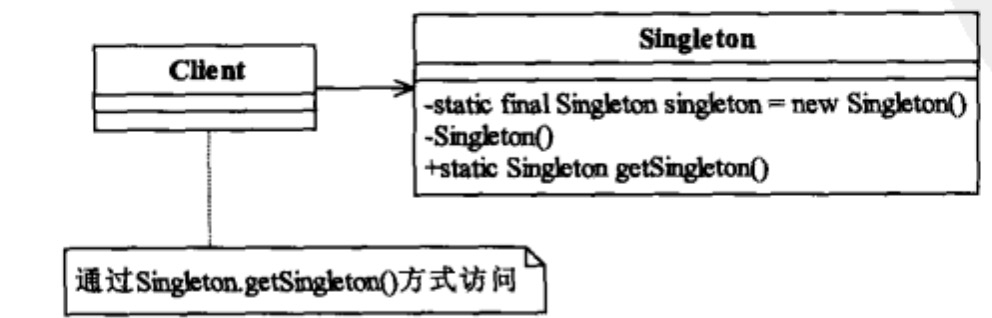 Client
Singleton
-static final Singleton singleton = new Singleton()
-Singleton()
+static Singleton getSingleton()
通过Singleton.getSingleton()方式访问